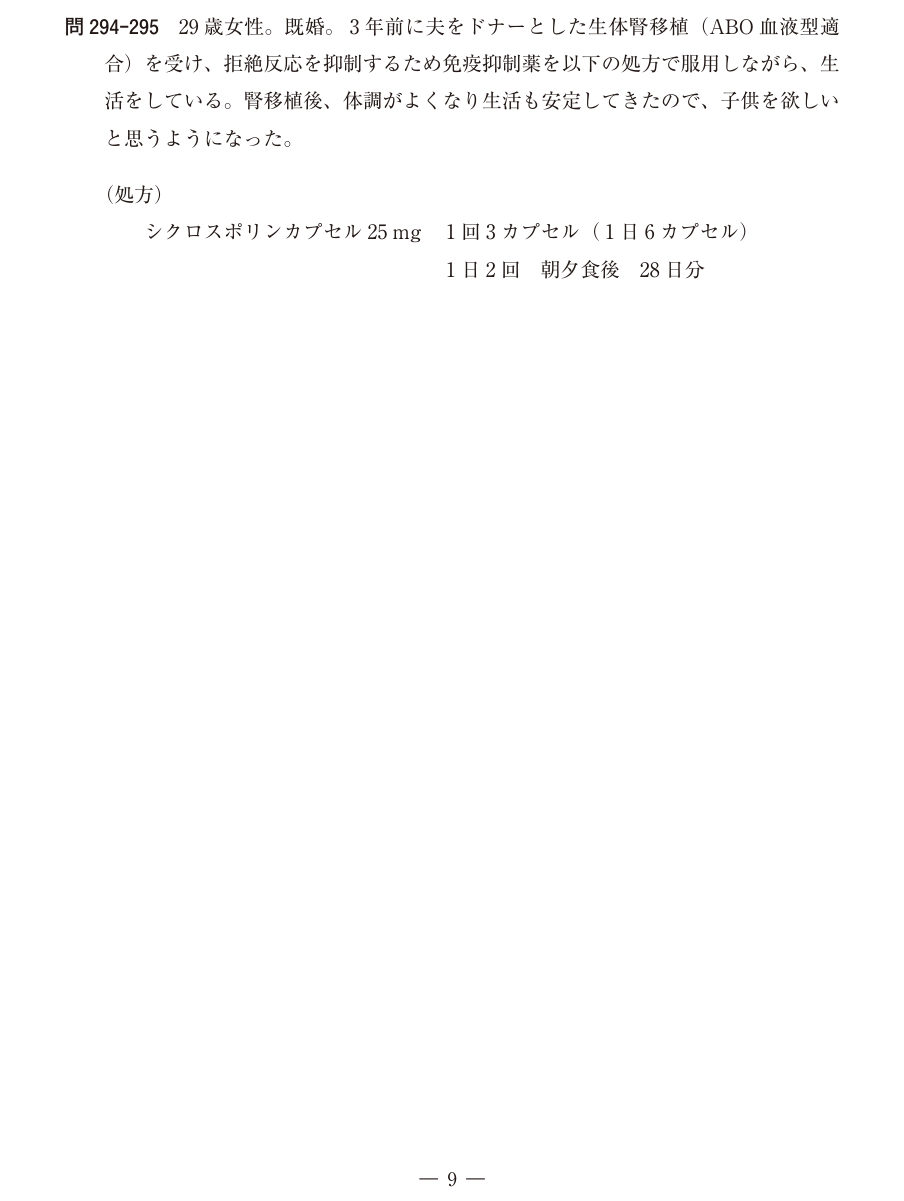 問 294-295　29 歳女性。既婚。3 年前に夫をドナーとした生体腎移植（ABO 血液型適
合）を受け、拒絶反応を抑制するため免疫抑制薬を以下の処方で服用しながら、生
活をしている。腎移植後、体調がよくなり生活も安定してきたので、子供を欲しい
と思うようになった。
（処方）
シクロスポリンカプセル 25 mg　1 回 3 カプセル（1 日 6 カプセル）
1 日 2 回　朝夕食後　28 日分
— 9 —